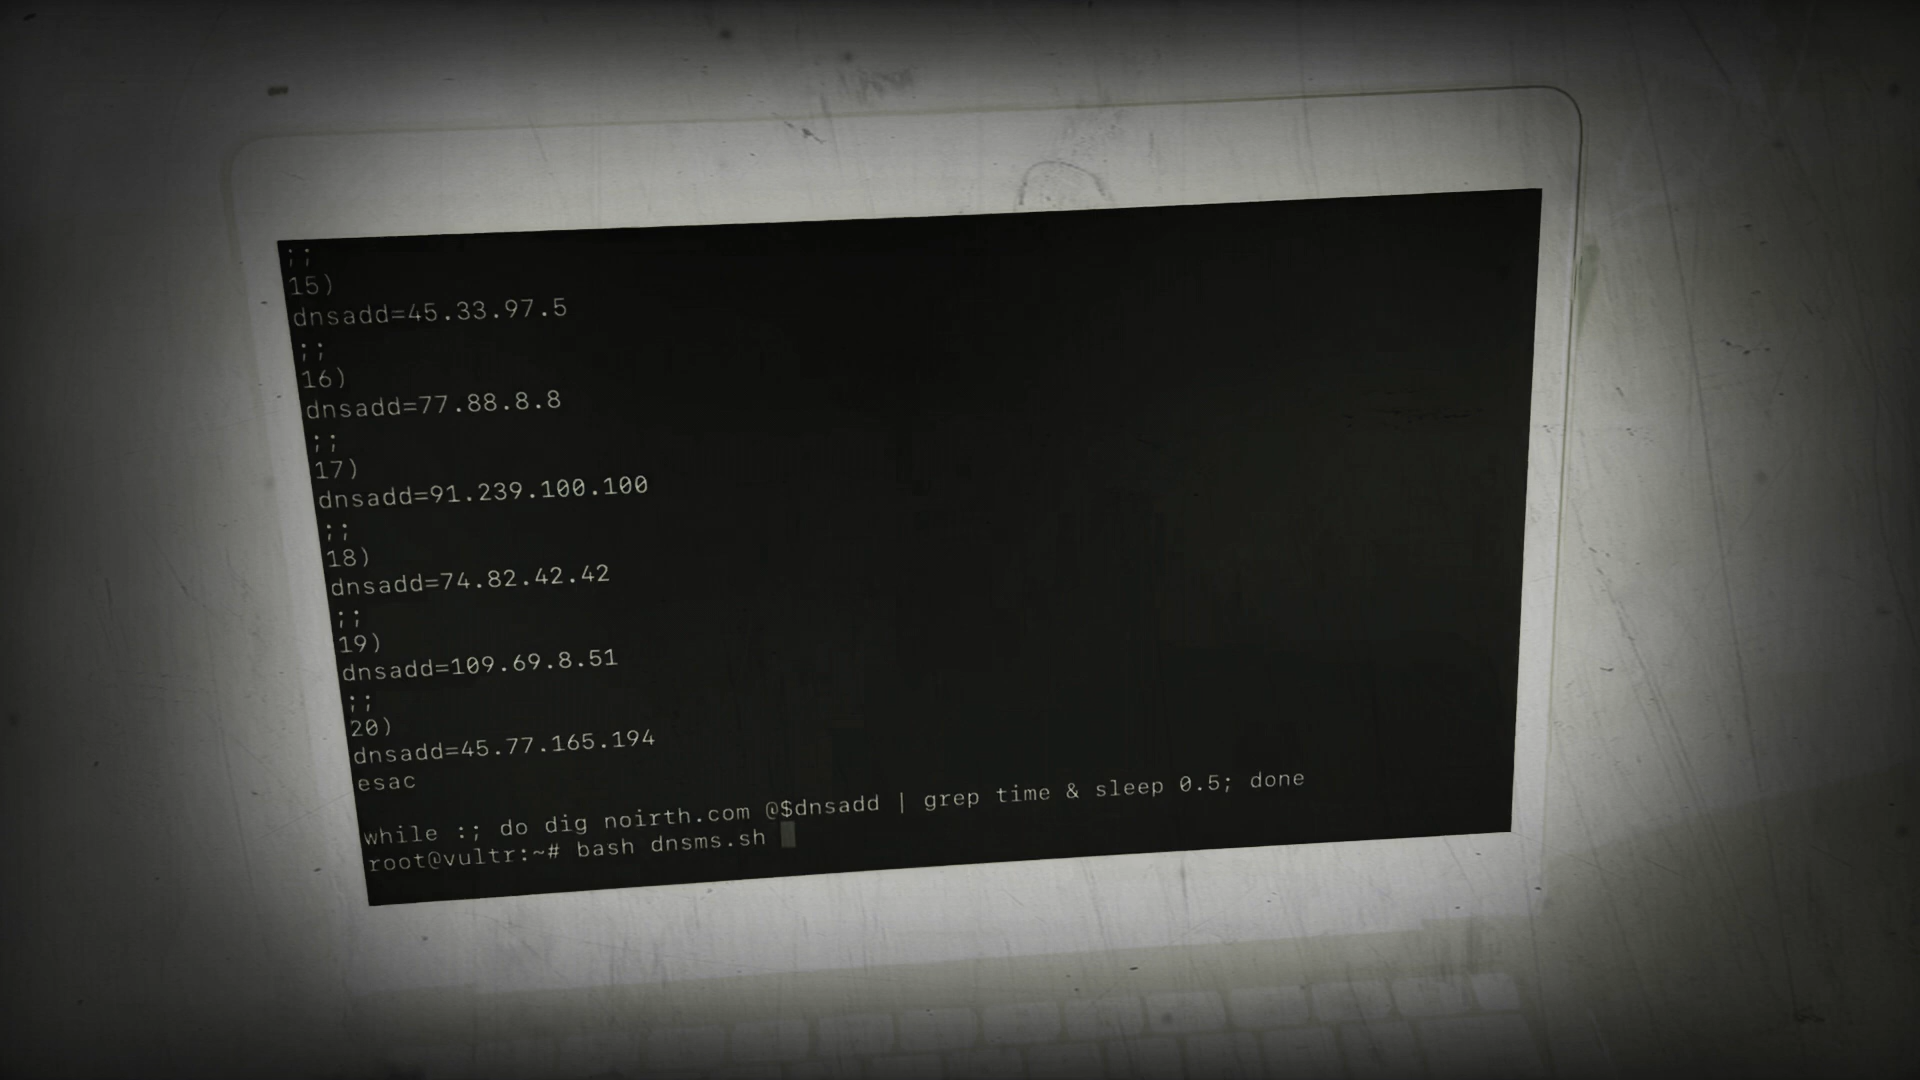 ;;
15)
dnsadd=45.33.97.5
;;
16)
dnsadd=77.88.8.8
;;
17)
dnsadd=91.239.100.100
;;
18)
dnsadd=74.82.42.42
;;
19)
dnsadd=109.69.8.51
;;
20)
dnsadd=45.77.165.194
esac
while :; do dig noirth.com @$dnsadd | grep time & sleep 0.5; done
root@vultr:~# bash dnsms.sh